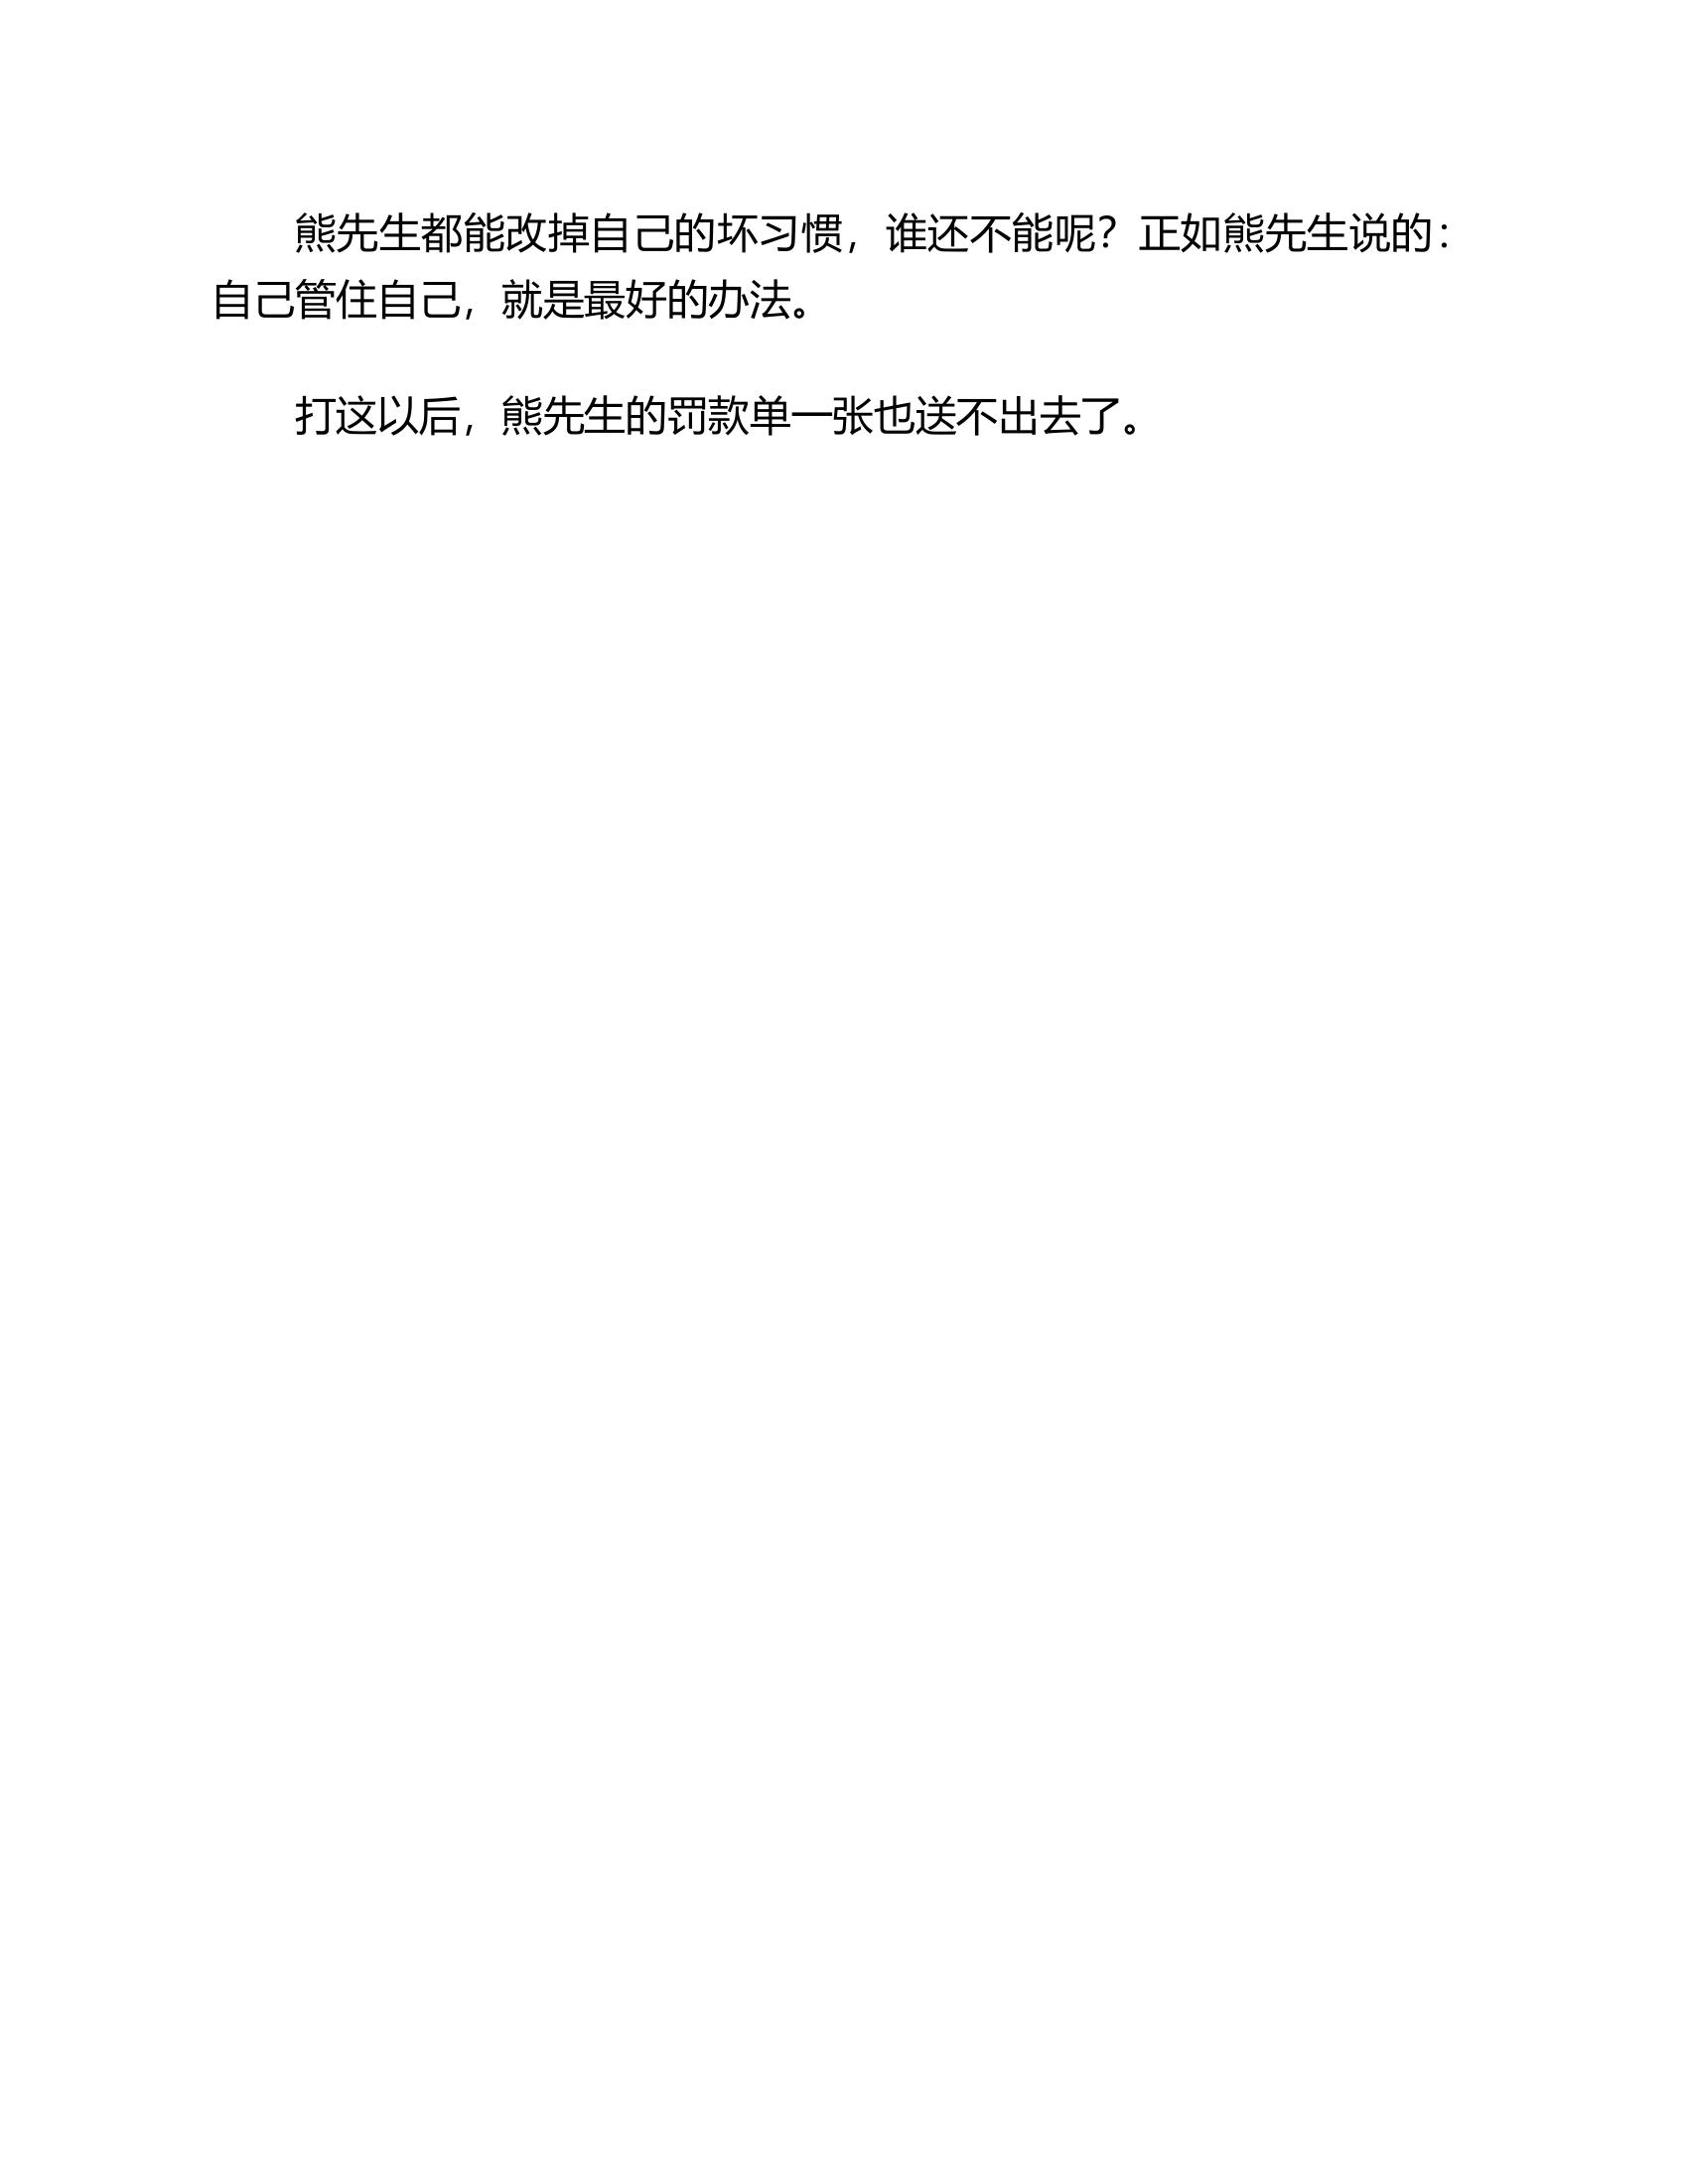 熊先生都能改掉自己的坏习惯，谁还不能呢？正如熊先生说的：
自己管住自己，就是最好的办法。
打这以后，熊先生的罚款单一张也送不出去了。